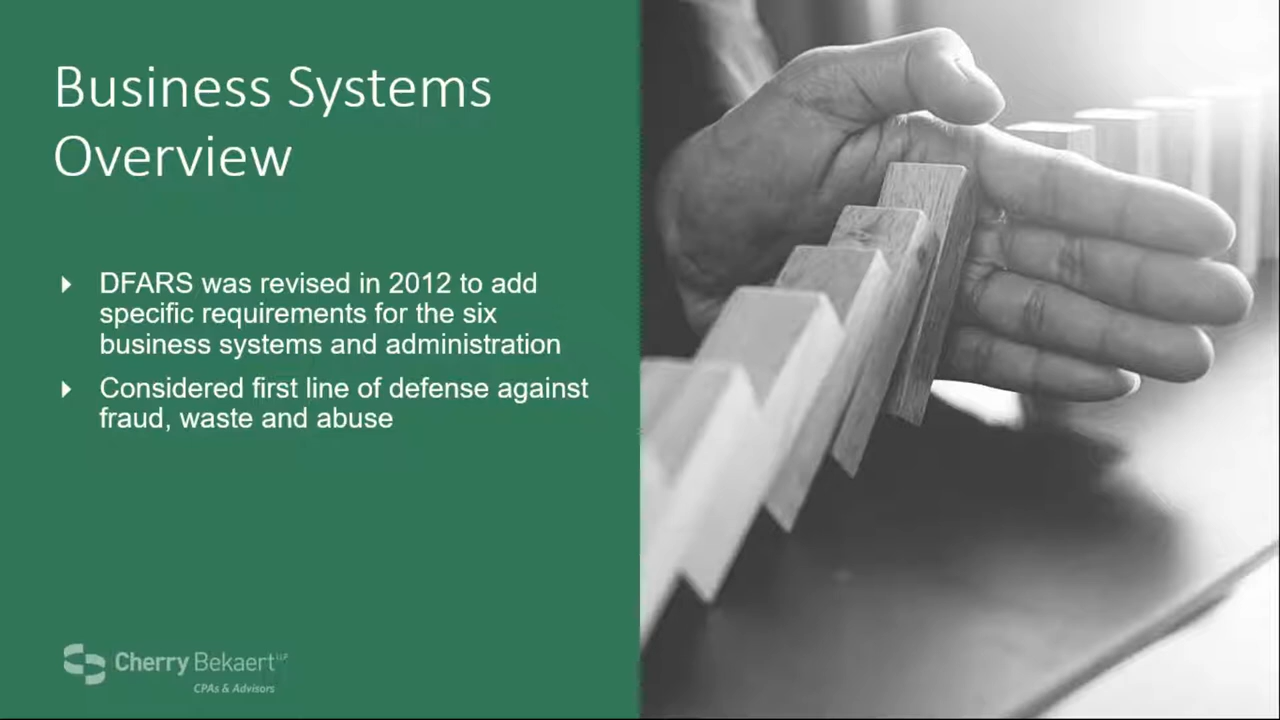 Business Systems
Overview
DFARS was revised in 2012 to add
specific requirements for the six
business systems and administration
Considered first line of defense against
fraud, waste and abuse
Cherry Bekaert LLP
CPAs & Advisors